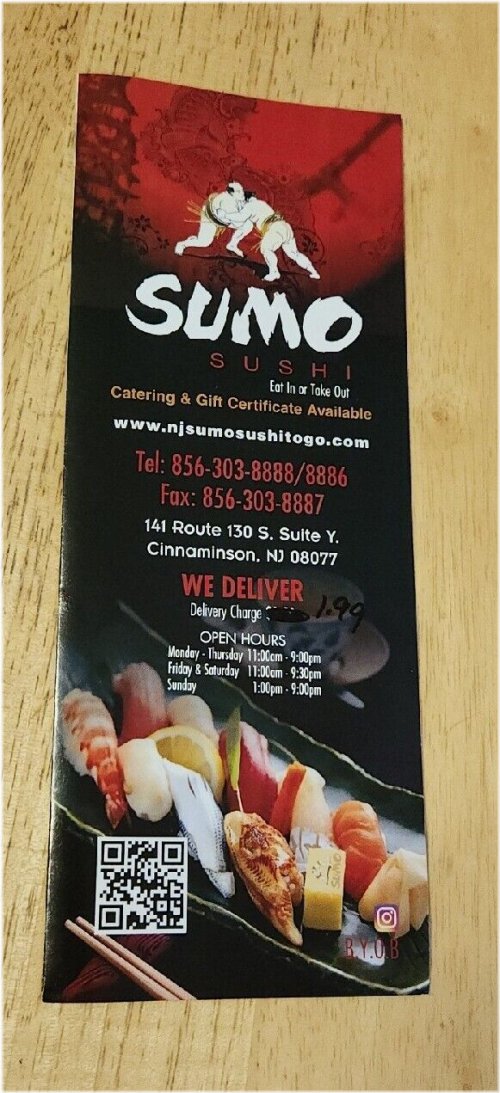 SUMO
SUSHI
Eat In or Take Out
Catering & Gift Certificate Available
www.njsumosushitogo.com
Tel: 856-303-8888/8886
Fax: 856-303-8887
141 Route 130 S. Suite Y.
Cinnaminson, NJ 08077
WE DELIVER
Delivery Charge 1.99
OPEN HOURS
Monday - Thursday 11:00am - 9:00pm
Friday & Saturday 11:00am - 9:30pm
Sunday 1:00pm - 9:00pm
SUMO
B.Y.O.B